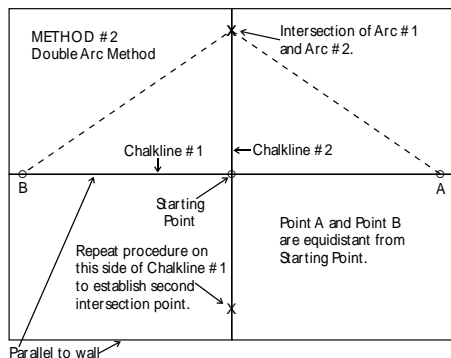 METHOD #2
Double Arc Method
X
Intersection of Arc #1
and Arc #2.
Chalkline #1
Chalkline #2
B
A
Starting
Point
Point A and Point B
are equidistant from
Starting Point.
Repeat procedure on
this side of Chalkline #1
to establish second
intersection point.
X
Parallel to wall